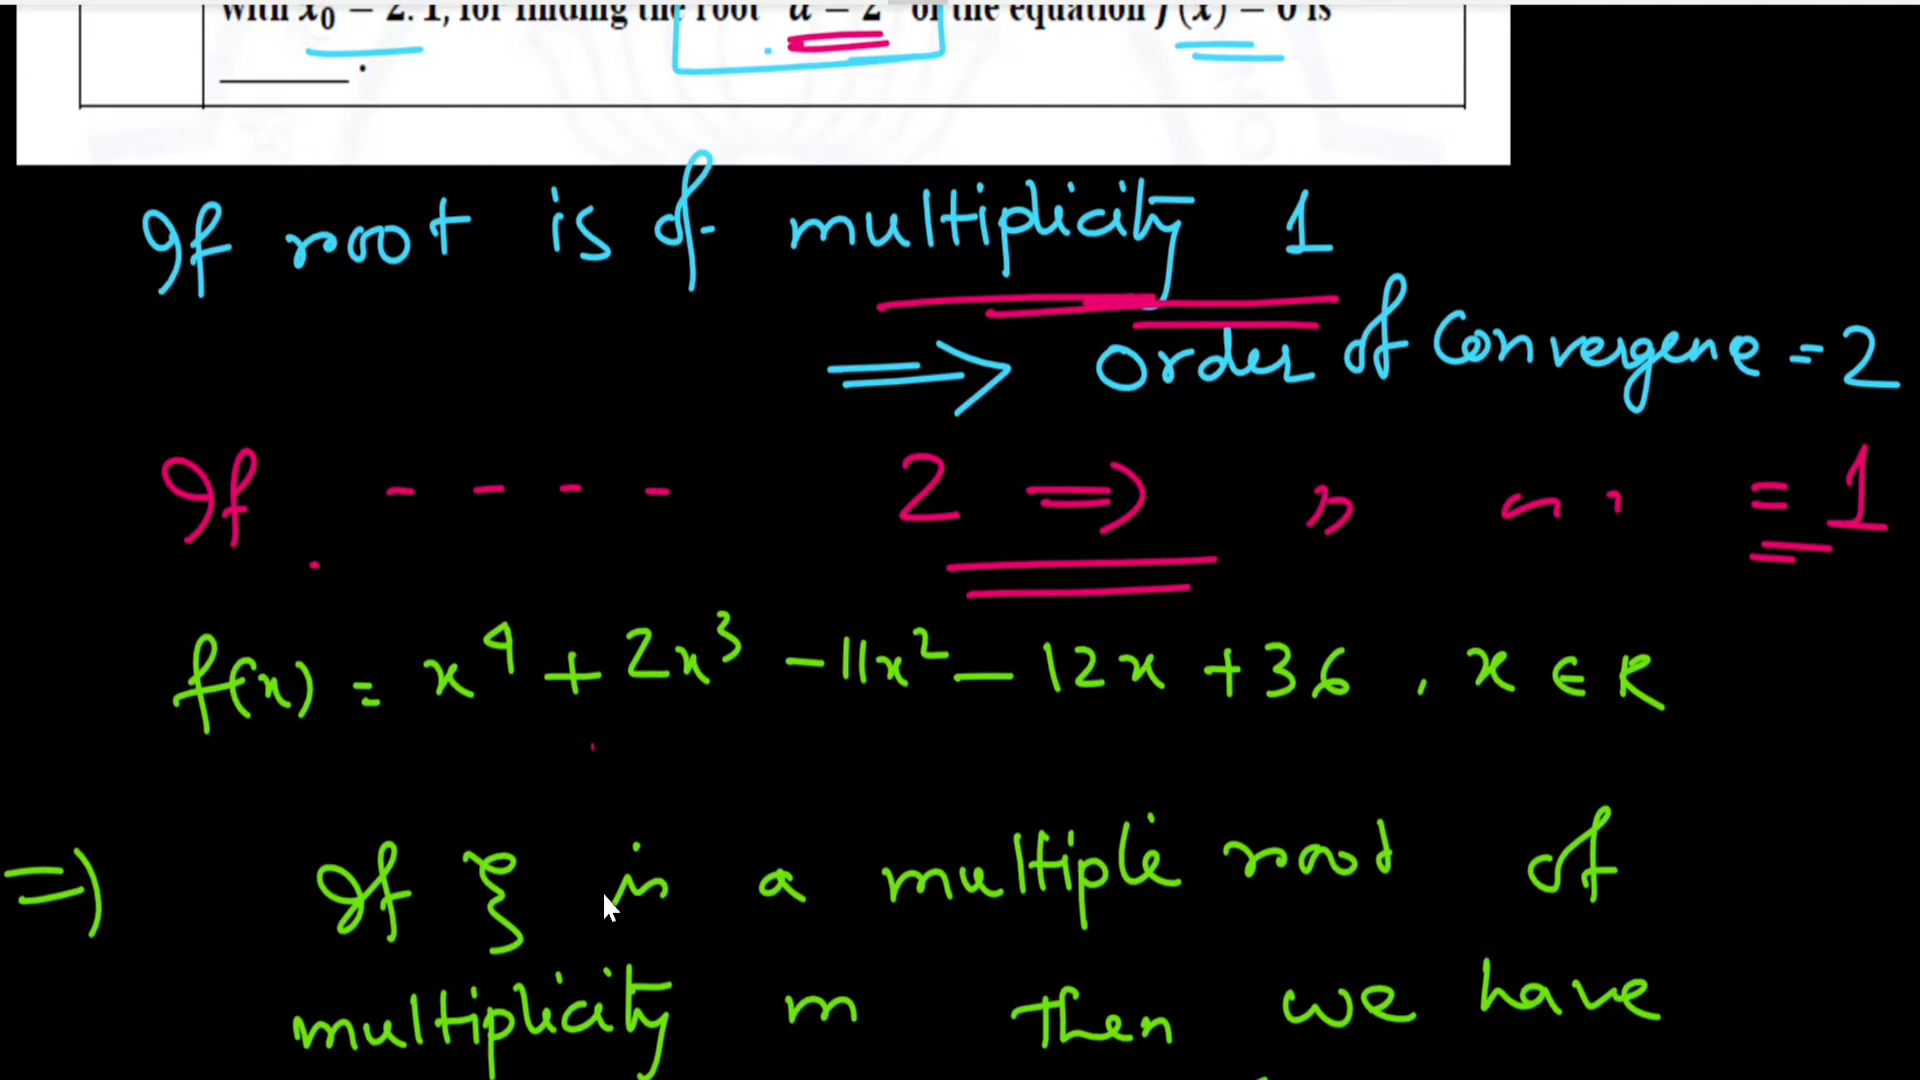 with x₀ = 2.1, for finding the root "α = 2" of the equation f(x) = 0 is
________ .
If root is of multiplicity 1
⟹ Order of Convergene = 2
If - - - - 2 ⟹ = 1
f(x) = x⁴ + 2x³ - 11x² - 12x + 36 , x ∈ R
⟹ If ξ is a multiple root of
multiplicity m then we have